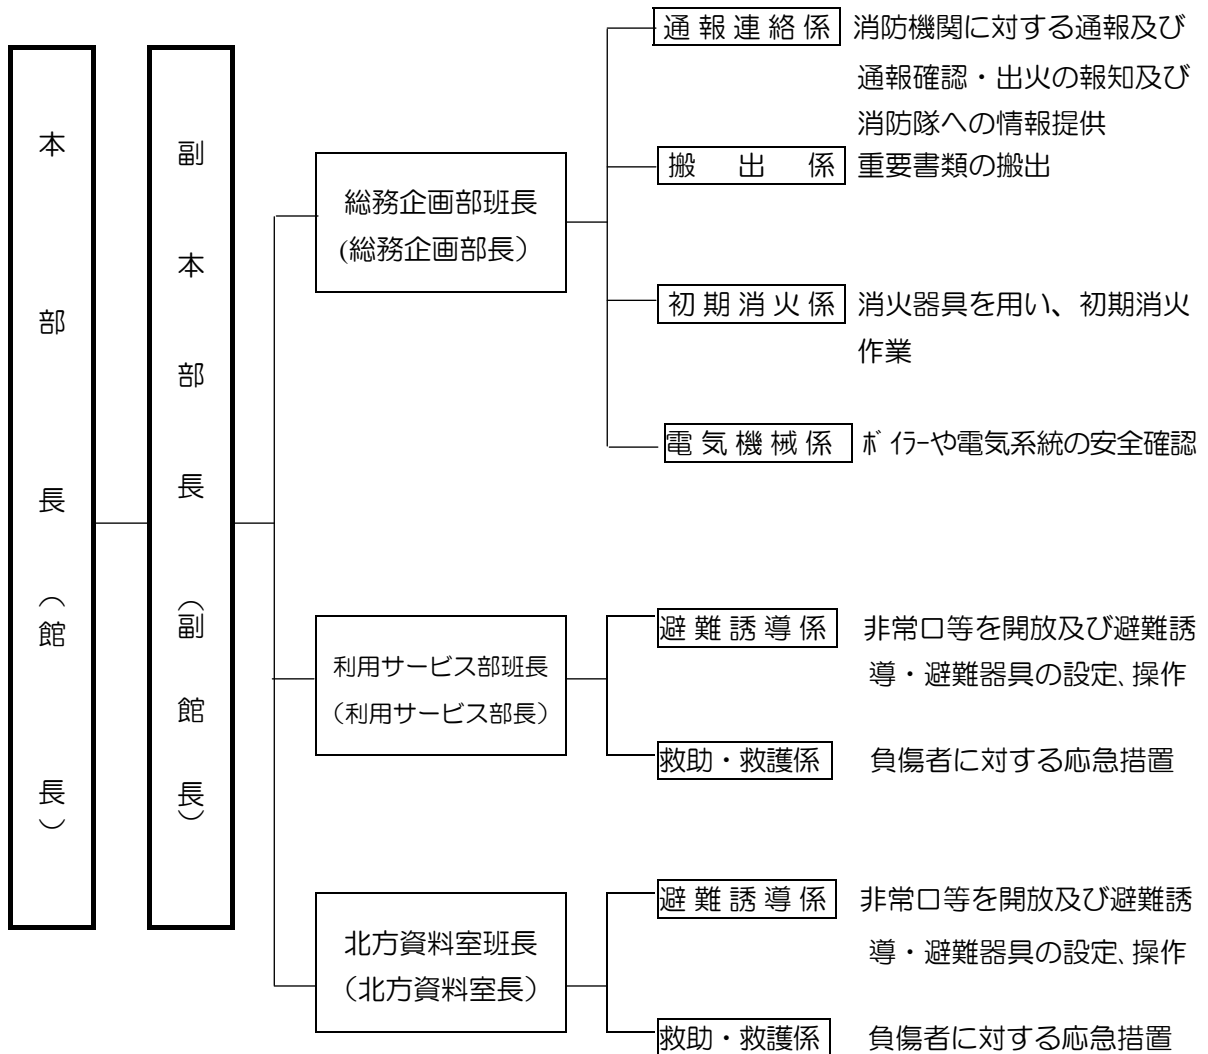 本部長（館長）
副本部長（副館長）
総務企画部班長
(総務企画部長）
通報連絡係 消防機関に対する通報及び
通報確認・出火の報知及び
消防隊への情報提供
搬出係 重要書類の搬出
初期消火係 消火器具を用い、初期消火
作業
電気機械係 ﾎﾞｲﾗｰや電気系統の安全確認
利用サービス部班長
（利用サービス部長）
避難誘導係 非常口等を開放及び避難誘
導・避難器具の設定､操作
救助・救護係 負傷者に対する応急措置
北方資料室班長
（北方資料室長）
避難誘導係 非常口等を開放及び避難誘
導・避難器具の設定､操作
救助・救護係 負傷者に対する応急措置